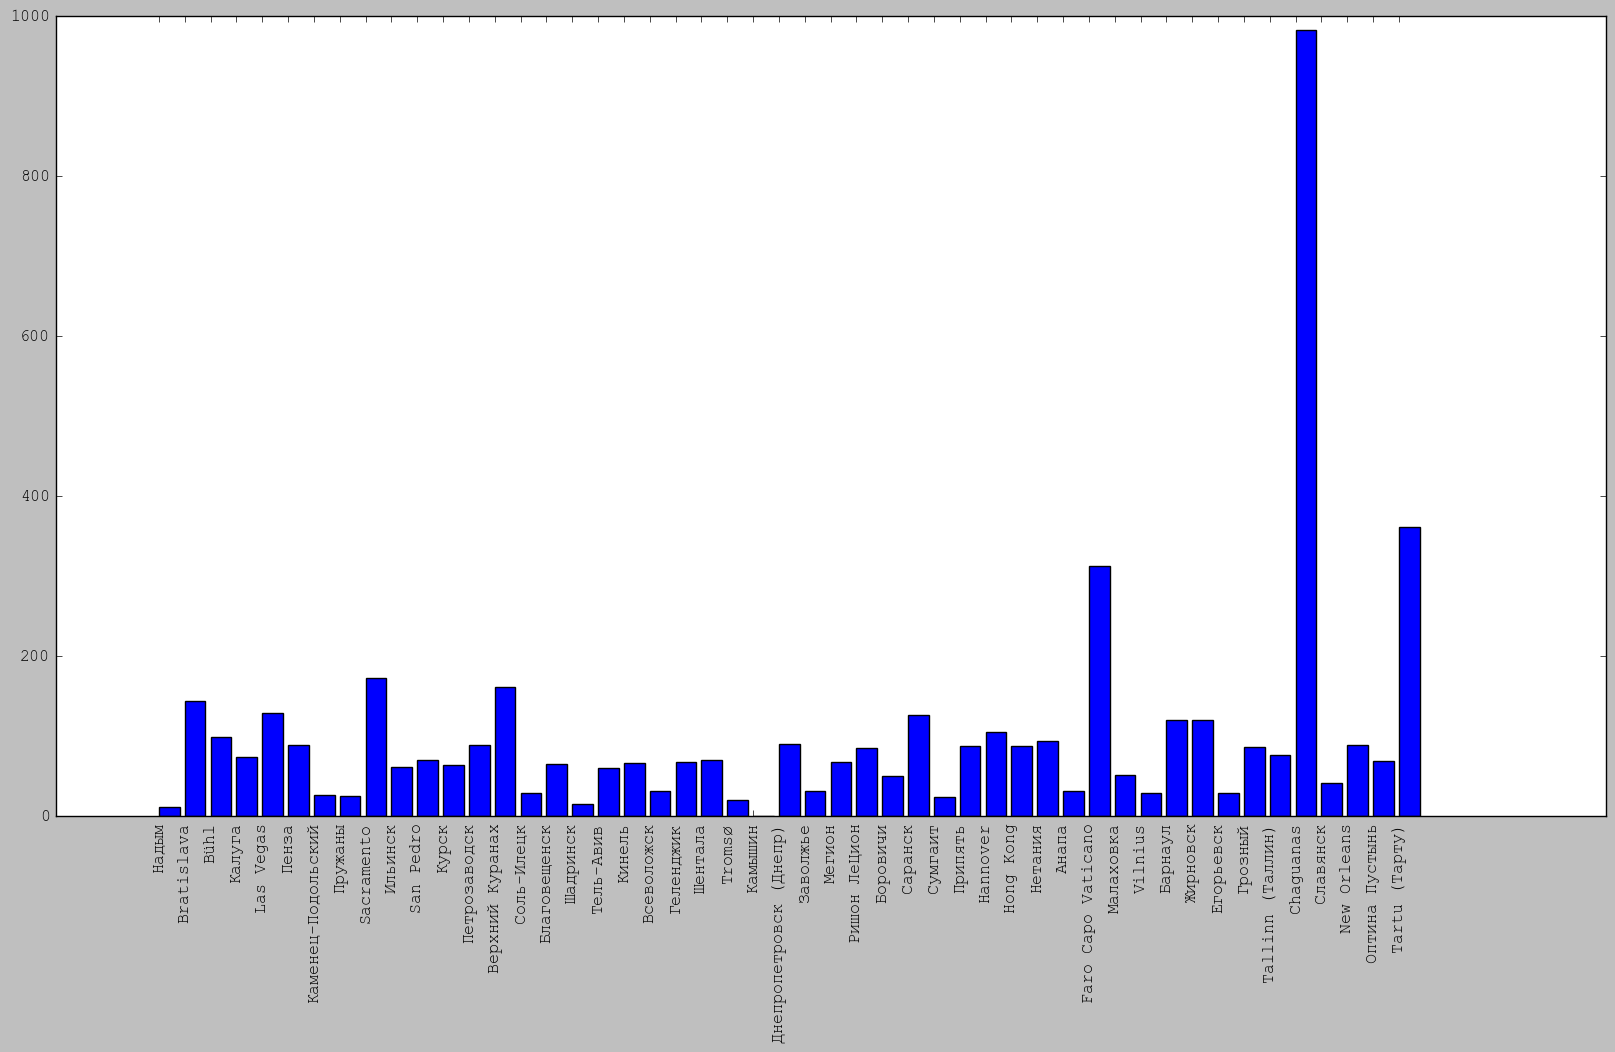 1000
800
600
400
200
0
Надым
Bratislava
Bühl
Калуга
Las Vegas
Пенза
Каменец-Подольский
Пружаны
Sacramento
Ильинск
San Pedro
Курск
Петрозаводск
Верхний Куранах
Соль-Илецк
Благовещенск
Шадринск
Тель-Авив
Кинель
Всеволожск
Геленджик
Шентала
Tromsø
Камышин
Днепропетровск (Днепр)
Заволжье
Мегион
Ришон ЛеЦион
Боровичи
Саранск
Сумгаит
Припять
Hannover
Hong Kong
Нетания
Анапа
Faro Capo Vaticano
Малаховка
Vilnius
Барнаул
Жирновск
Егорьевск
Грозный
Tallinn (Таллин)
Chaguanas
Славянск
New Orleans
Оптина Пустынь
Tartu (Тарту)